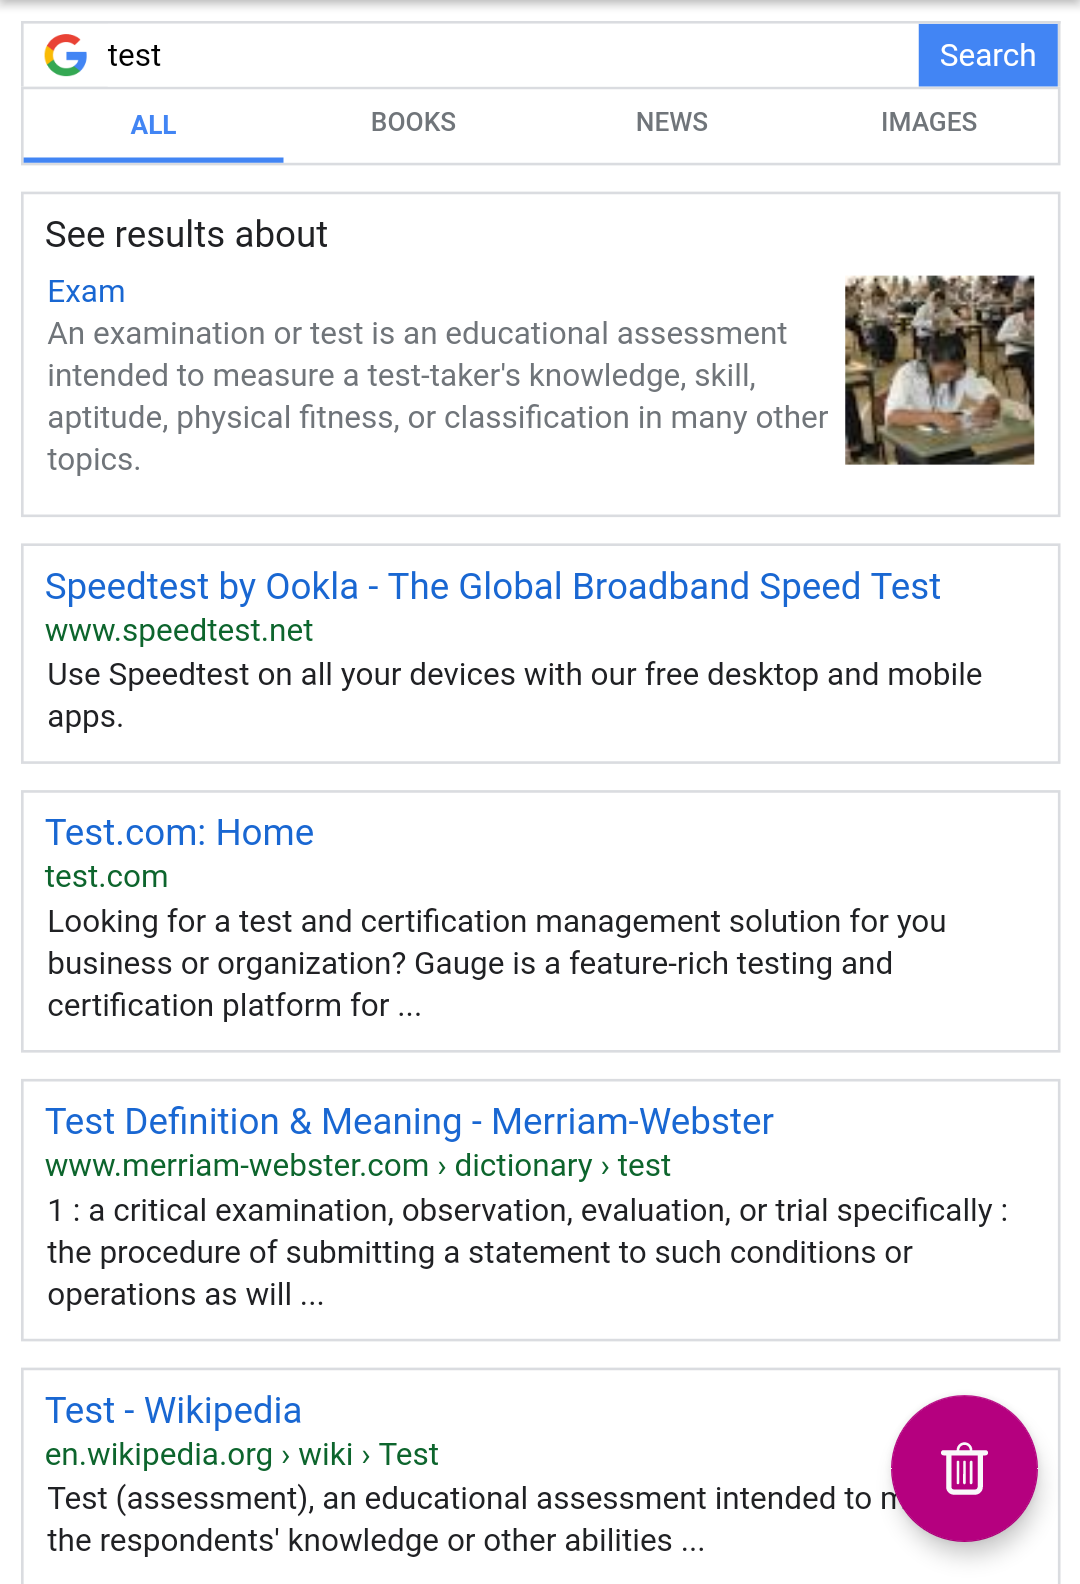 test
Search
ALL
BOOKS
NEWS
IMAGES
See results about
Exam
An examination or test is an educational assessment
intended to measure a test-taker's knowledge, skill,
aptitude, physical fitness, or classification in many other
topics.
Speedtest by Ookla - The Global Broadband Speed Test
www.speedtest.net
Use Speedtest on all your devices with our free desktop and mobile
apps.
Test.com: Home
test.com
Looking for a test and certification management solution for you
business or organization? Gauge is a feature-rich testing and
certification platform for ...
Test Definition & Meaning - Merriam-Webster
www.merriam-webster.com › dictionary › test
1 : a critical examination, observation, evaluation, or trial specifically :
the procedure of submitting a statement to such conditions or
operations as will ...
Test - Wikipedia
en.wikipedia.org › wiki › Test
Test (assessment), an educational assessment intended to
the respondents' knowledge or other abilities ...